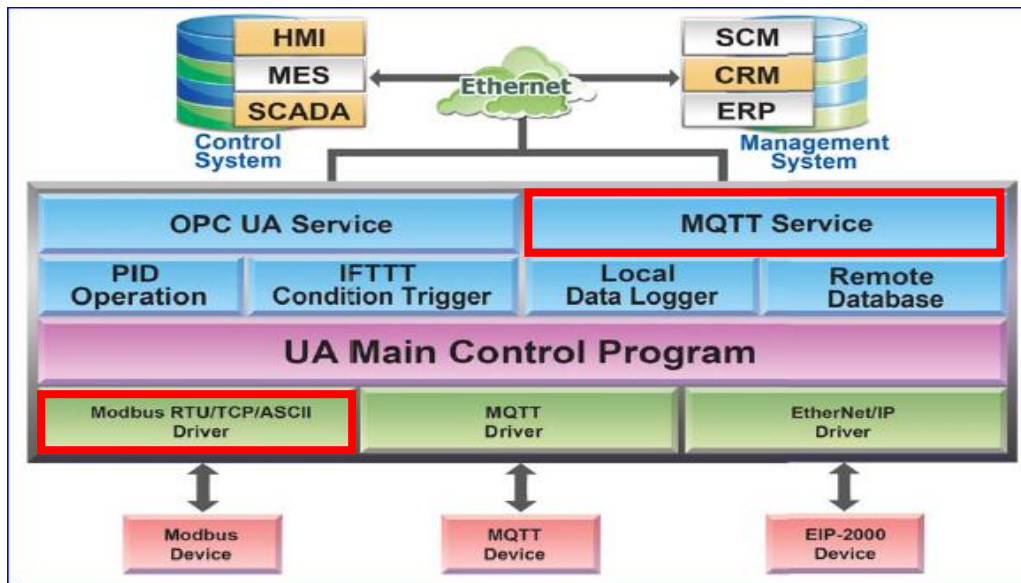 HMI
MES
SCADA
Control
System
Ethernet
SCM
CRM
ERP
Management
System
OPC UA Service
MQTT Service
PID
Operation
IFTTT
Condition Trigger
Local
Data Logger
Remote
Database
UA Main Control Program
Modbus RTU/TCP/ASCII
Driver
MQTT
Driver
EtherNet/IP
Driver
Modbus
Device
MQTT
Device
EIP-2000
Device